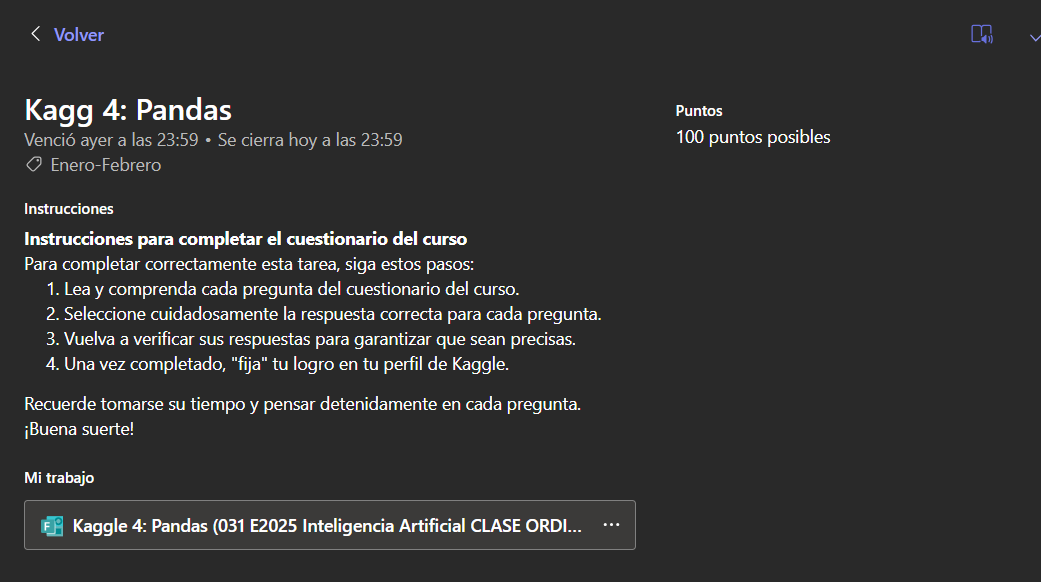 Volver
Kagg 4: Pandas
Venció ayer a las 23:59 • Se cierra hoy a las 23:59
Enero-Febrero
Puntos
100 puntos posibles
Instrucciones
Instrucciones para completar el cuestionario del curso
Para completar correctamente esta tarea, siga estos pasos:
1. Lea y comprenda cada pregunta del cuestionario del curso.
2. Seleccione cuidadosamente la respuesta correcta para cada pregunta.
3. Vuelva a verificar sus respuestas para garantizar que sean precisas.
4. Una vez completado, "fija" tu logro en tu perfil de Kaggle.
Recuerde tomarse su tiempo y pensar detenidamente en cada pregunta.
¡Buena suerte!
Mi trabajo
Kaggle 4: Pandas (031 E2025 Inteligencia Artificial CLASE ORDI...